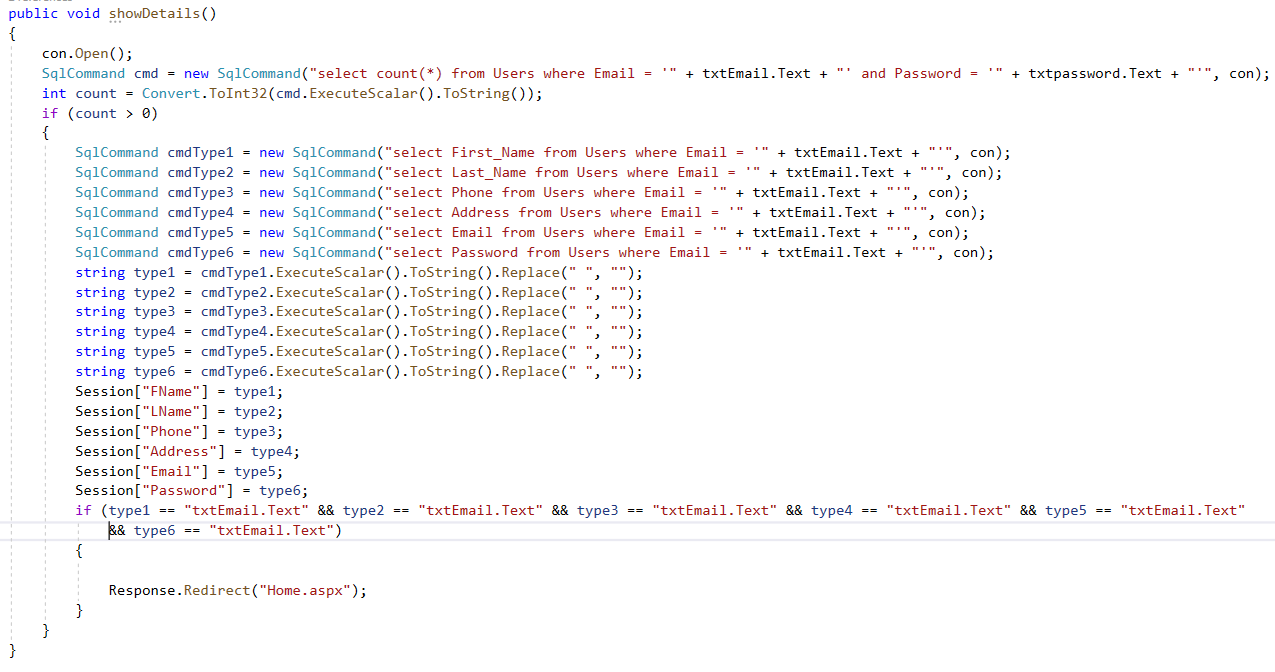 public void showDetails()
{
con.Open();
SqlCommand cmd = new SqlCommand("select count(*) from Users where Email = '" + txtEmail.Text + "' and Password = '" + txtpassword.Text + "'", con);
int count = Convert.ToInt32(cmd.ExecuteScalar().ToString());
if (count > 0)
{
SqlCommand cmdType1 = new SqlCommand("select First_Name from Users where Email = '" + txtEmail.Text + "'", con);
SqlCommand cmdType2 = new SqlCommand("select Last_Name from Users where Email = '" + txtEmail.Text + "'", con);
SqlCommand cmdType3 = new SqlCommand("select Phone from Users where Email = '" + txtEmail.Text + "'", con);
SqlCommand cmdType4 = new SqlCommand("select Address from Users where Email = '" + txtEmail.Text + "'", con);
SqlCommand cmdType5 = new SqlCommand("select Email from Users where Email = '" + txtEmail.Text + "'", con);
SqlCommand cmdType6 = new SqlCommand("select Password from Users where Email = '" + txtEmail.Text + "'", con);
string type1 = cmdType1.ExecuteScalar().ToString().Replace(" ", "");
string type2 = cmdType2.ExecuteScalar().ToString().Replace(" ", "");
string type3 = cmdType3.ExecuteScalar().ToString().Replace(" ", "");
string type4 = cmdType4.ExecuteScalar().ToString().Replace(" ", "");
string type5 = cmdType5.ExecuteScalar().ToString().Replace(" ", "");
string type6 = cmdType6.ExecuteScalar().ToString().Replace(" ", "");
Session["FName"] = type1;
Session["LName"] = type2;
Session["Phone"] = type3;
Session["Address"] = type4;
Session["Email"] = type5;
Session["Password"] = type6;
if (type1 == "txtEmail.Text" && type2 == "txtEmail.Text" && type3 == "txtEmail.Text" && type4 == "txtEmail.Text" && type5 == "txtEmail.Text"
&& type6 == "txtEmail.Text")
{
Response.Redirect("Home.aspx");
}
}
}